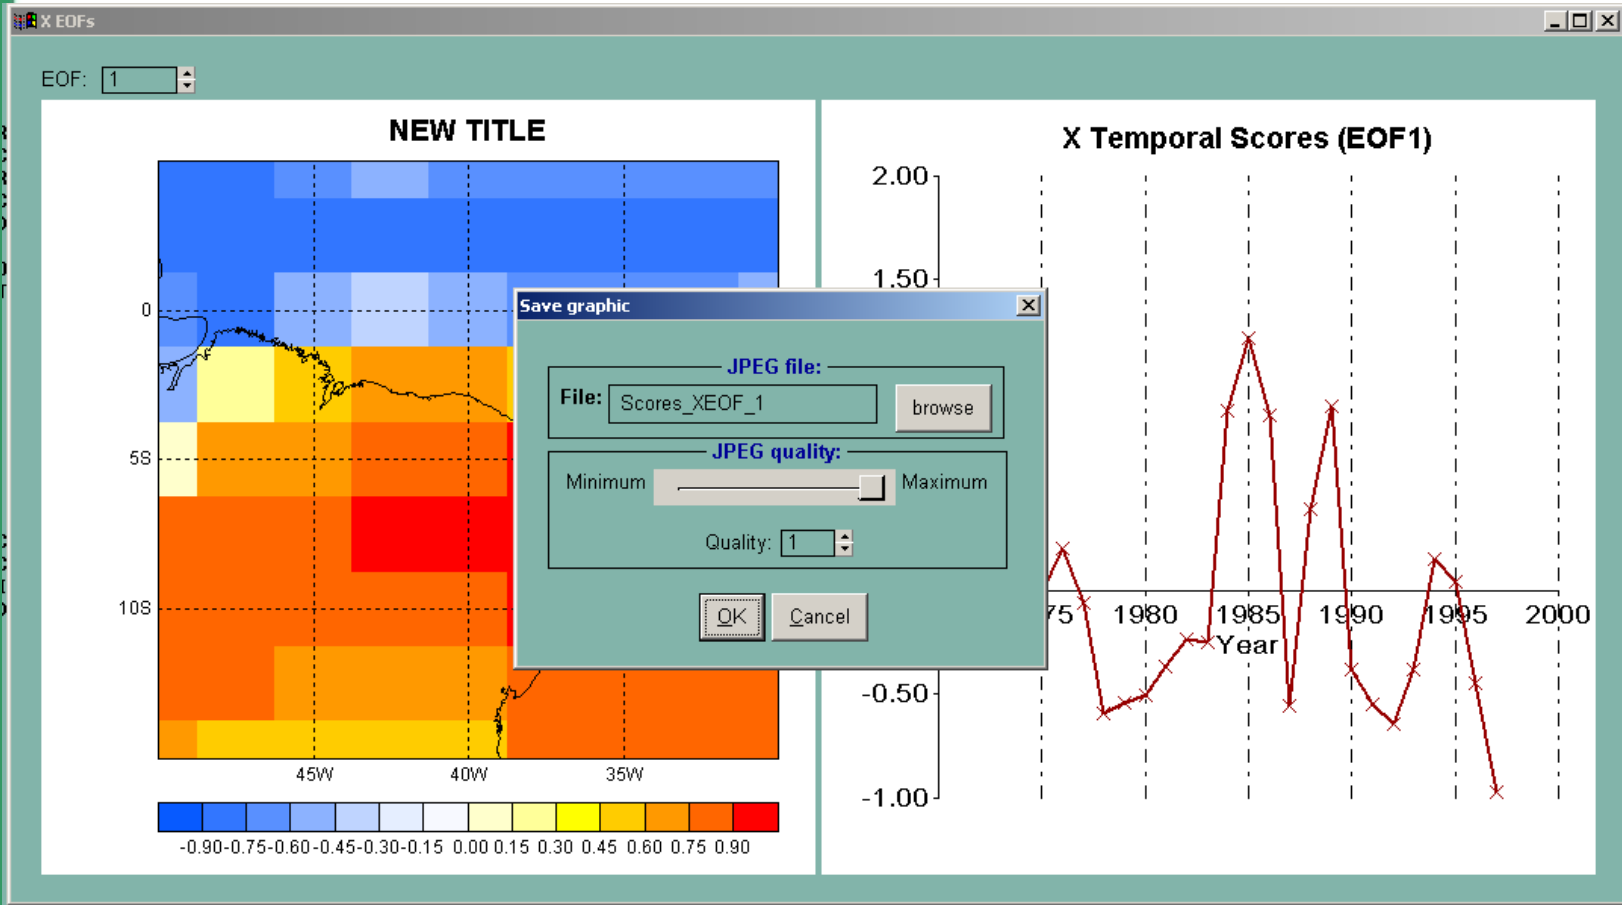 X EOFs
EOF: 1
NEW TITLE
0
5S
10S
45W 40W 35W
-0.90 -0.75 -0.60 -0.45 -0.30 -0.15 0.00 0.15 0.30 0.45 0.60 0.75 0.90
Save graphic
JPEG file:
File: Scores_XEOF_1 browse
JPEG quality:
Minimum Maximum
Quality: 1
OK Cancel
X Temporal Scores (EOF1)
2.00
1.50
75 1980 1985 1990 1995 2000
Year
-0.50
-1.00